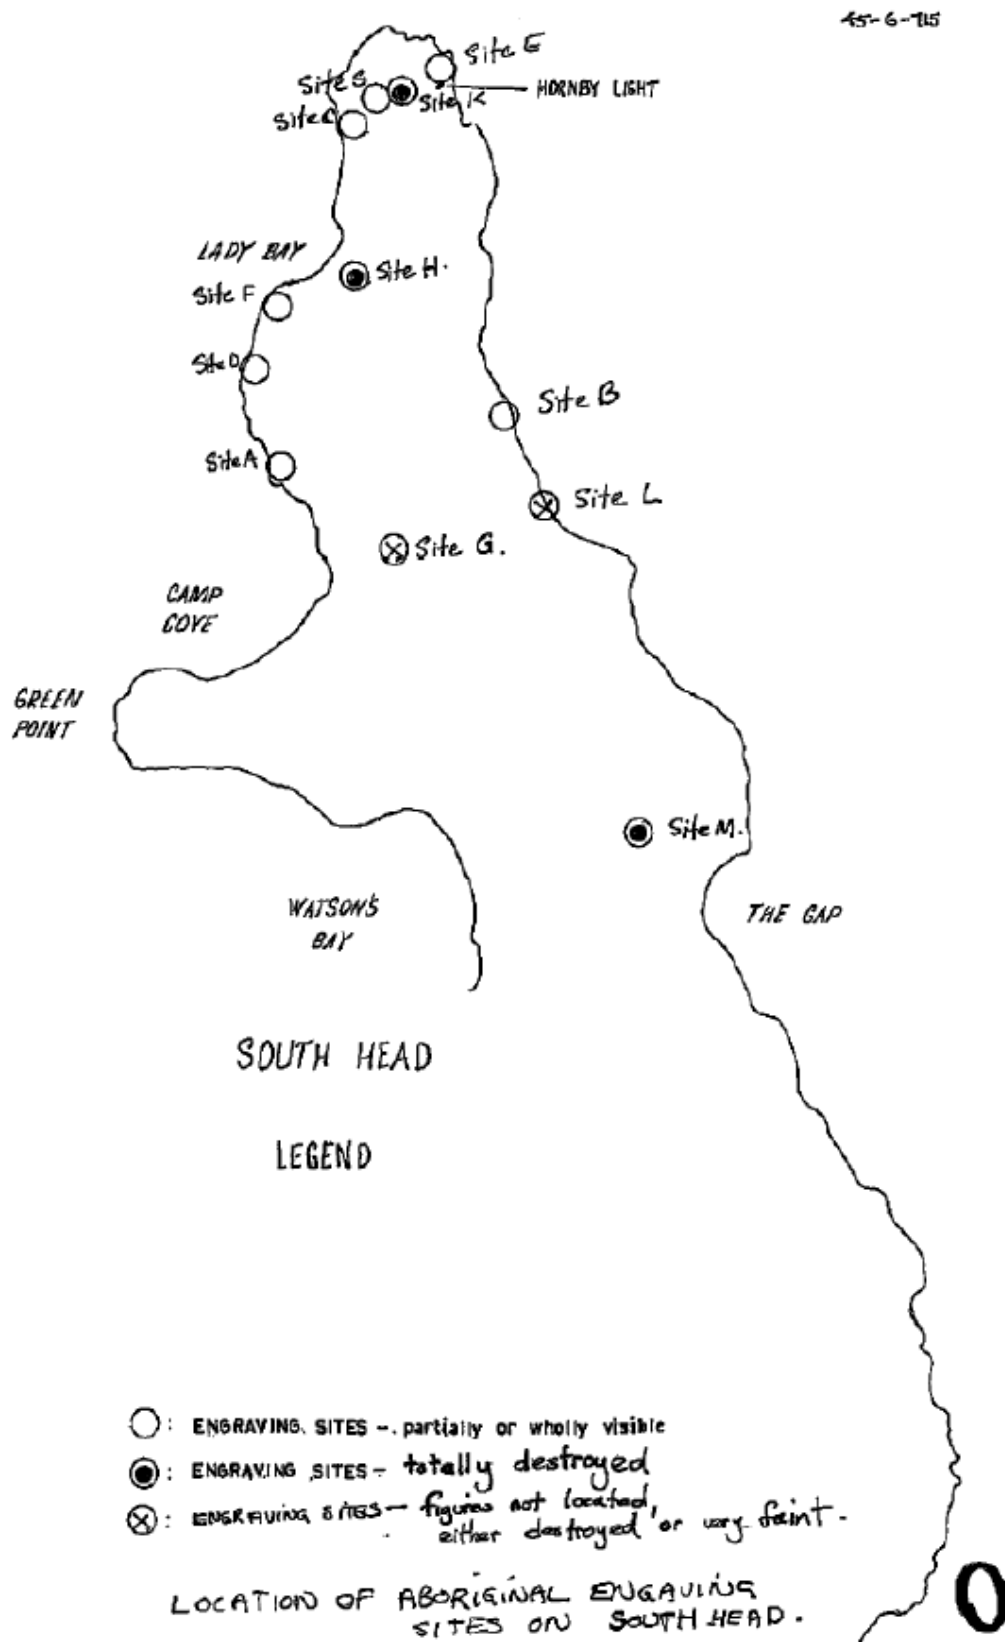 45-6-715
Site E
Site S
HORNBY LIGHT
Site K
Site C
LADY BAY
Site H.
Site F
Site D
Site B
Site A
Site L
Site G.
CAMP
COVE
GREEN
POINT
Site M.
WATSON'S
BAY
THE GAP
SOUTH HEAD
LEGEND
: ENGRAVING SITES - partially or wholly visible
: ENGRAVING SITES - totally destroyed
: ENGRAVING SITES - figures not located,
either destroyed or very faint.
LOCATION OF ABORIGINAL ENGAVING
SITES ON SOUTH HEAD.